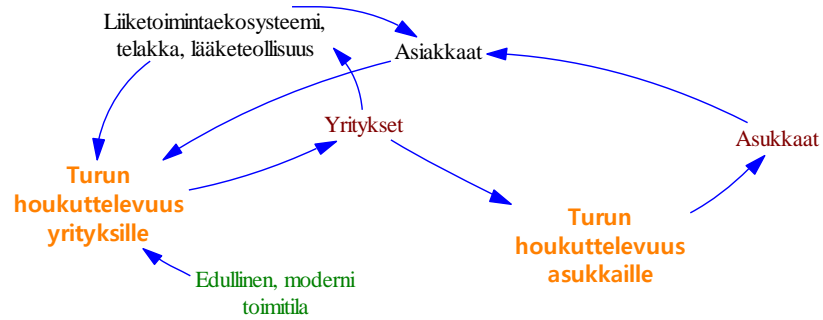 Liiketoimintaekosysteemi,
telakka, lääketeollisuus
Asiakkaat
Yritykset
Asukkaat
Turun
houkuttelevuus
yrityksille
Turun
houkuttelevuus
asukkaille
Edullinen, moderni
toimitila